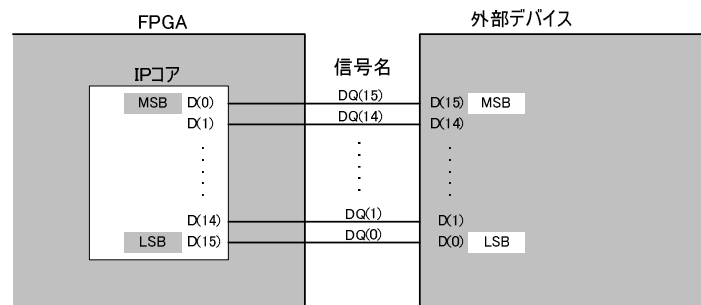 FPGA
外部デバイス
IPコア
信号名
MSB D(0) DQ(15) D(15) MSB
D(1) DQ(14) D(14)
D(14) DQ(1) D(1)
LSB D(15) DQ(0) D(0) LSB